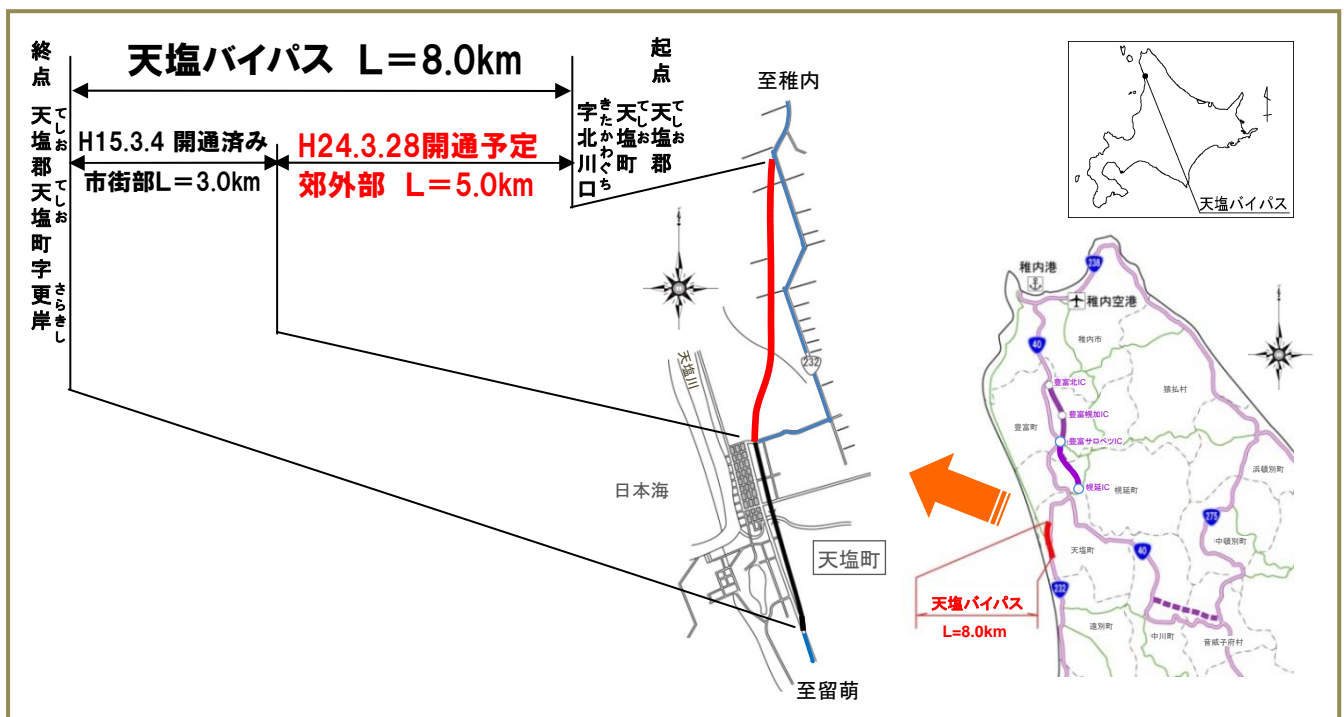 天塩バイパス L=8.0km
終点
天塩郡天塩町字更岸
てしお
てしお
さらきし
H15.3.4 開通済み
市街部L=3.0km
H24.3.28開通予定
郊外部 L=5.0km
起点
天塩郡
てしお
天塩町
てしお
字北川口
きたかわぐち
至稚内
232
天塩川
日本海
天塩町
至留萌
天塩バイパス
稚内港
238
稚内空港
稚内市
40
豊富北IC
猿払村
豊富幌加IC
豊富町
豊富サロベツIC
浜頓別町
幌延IC
幌延町
275
中頓別町
天塩町
40
232
天塩バイパス
L=8.0km
遠別町
中川町
音威子府村